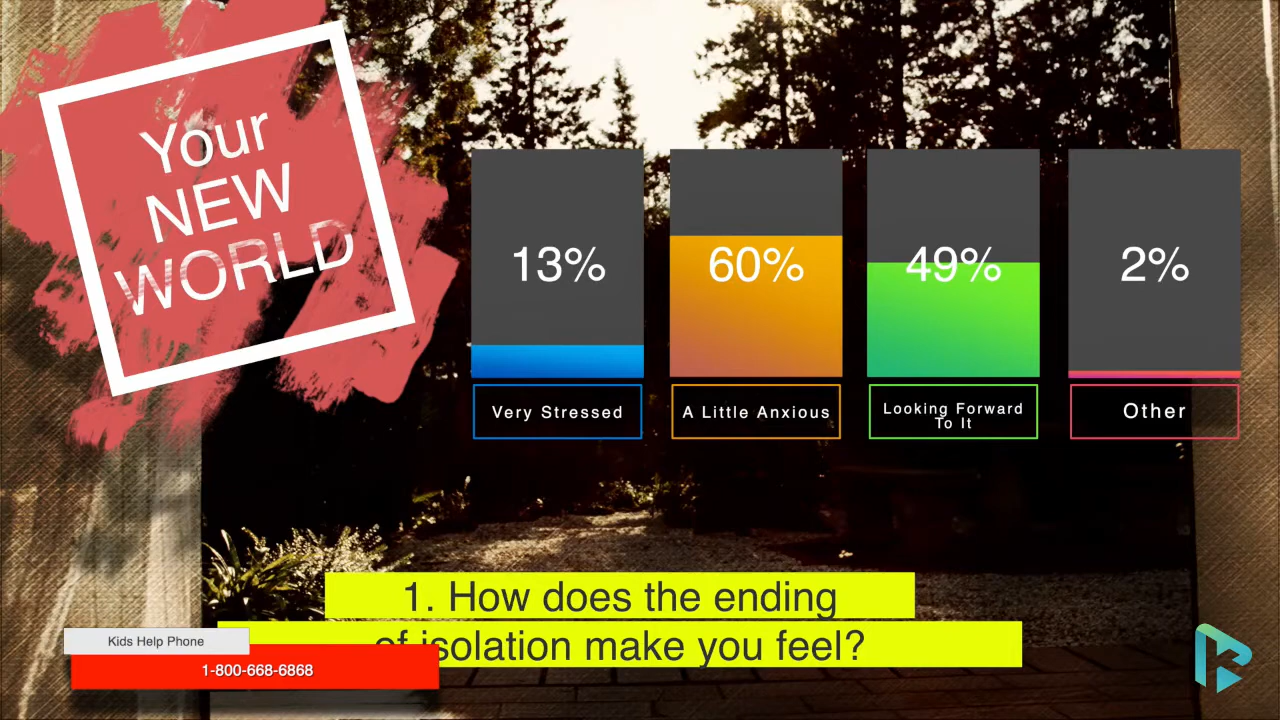 Your
NEW
WORLD
13%
60%
49%
2%
Very Stressed
A Little Anxious
Looking Forward
To It
Other
1. How does the ending
of isolation make you feel?
Kids Help Phone
1-800-668-6868